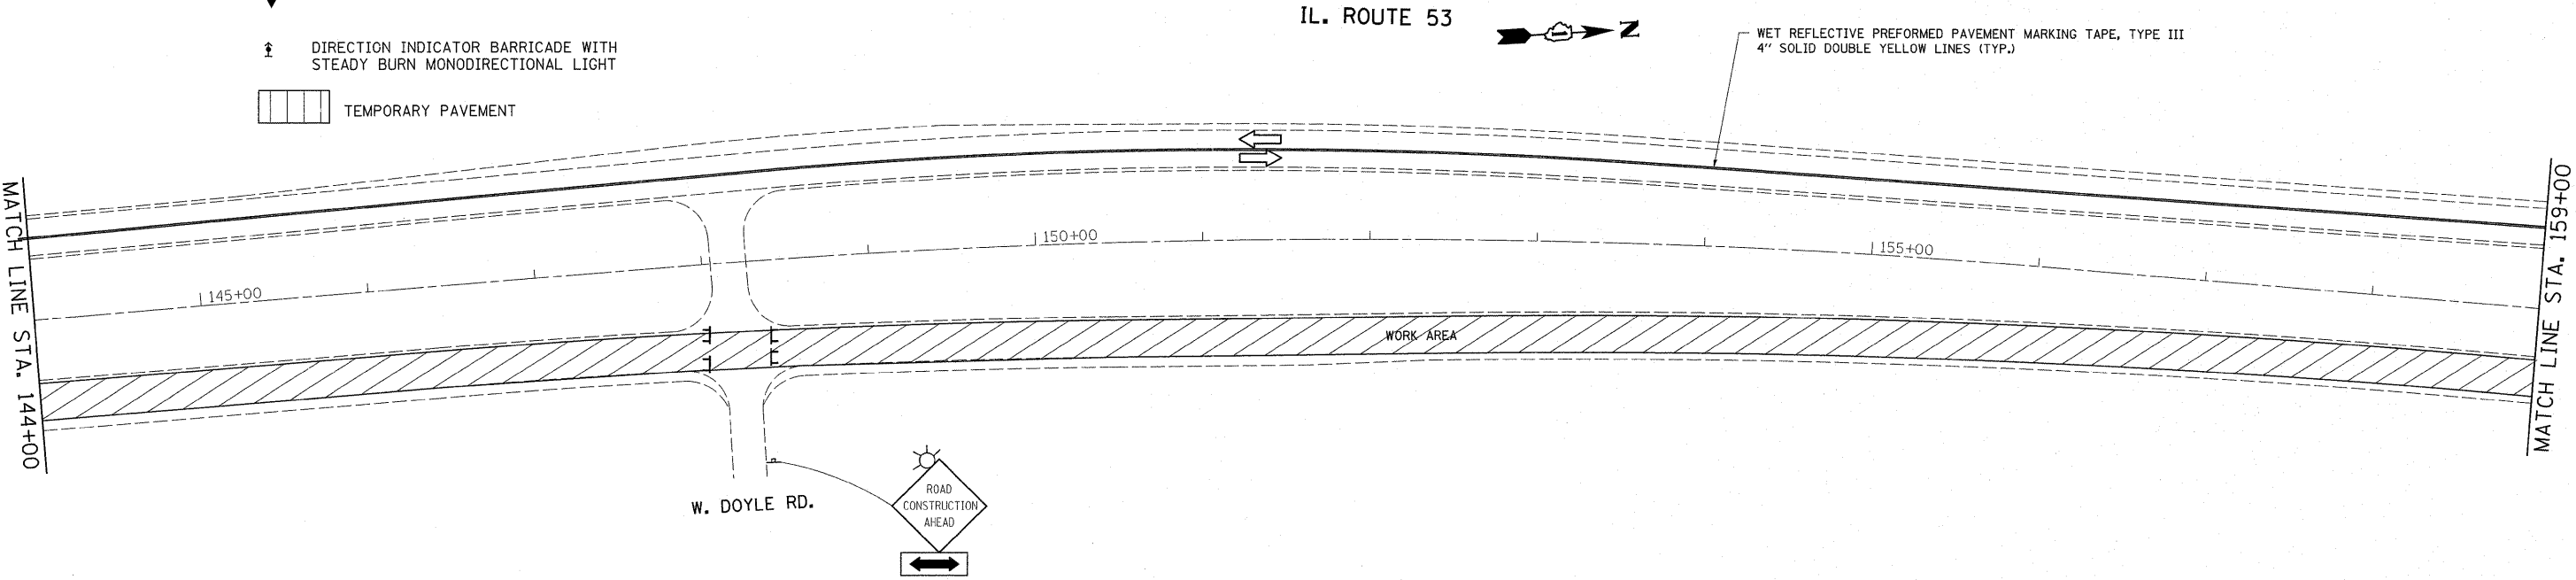 IL. ROUTE 53
N
WET REFLECTIVE PREFORMED PAVEMENT MARKING TAPE, TYPE III
4" SOLID DOUBLE YELLOW LINES (TYP.)
DIRECTION INDICATOR BARRICADE WITH
STEADY BURN MONODIRECTIONAL LIGHT
TEMPORARY PAVEMENT
MATCH LINE STA. 144+00
145+00
150+00
155+00
MATCH LINE STA. 159+00
WORK AREA
W. DOYLE RD.
ROAD
CONSTRUCTION
AHEAD